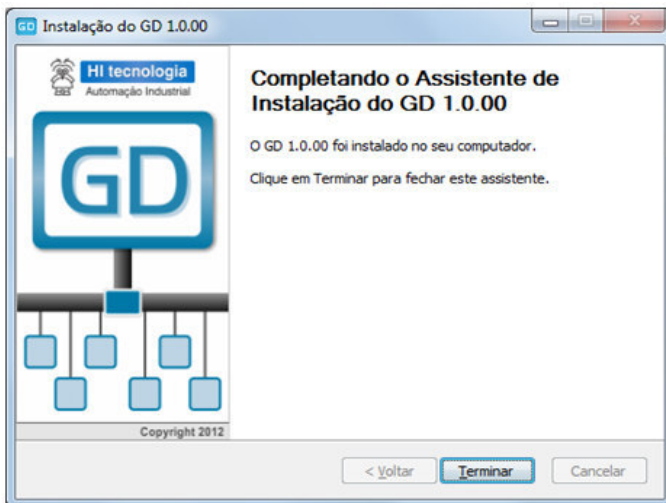 GD Instalação do GD 1.0.00
HI tecnologia
Automação Industrial
GD
Copyright 2012
Completando o Assistente de
Instalação do GD 1.0.00
O GD 1.0.00 foi instalado no seu computador.
Clique em Terminar para fechar este assistente.
< Voltar
Terminar
Cancelar